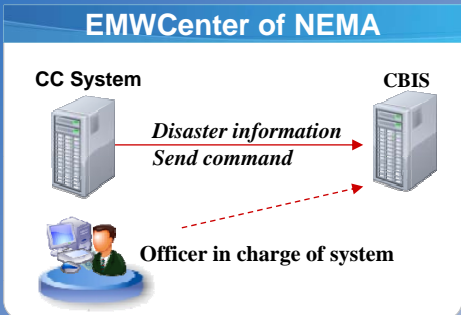 EMWCenter of NEMA
CC System
CBIS
Disaster information
Send command
Officer in charge of system